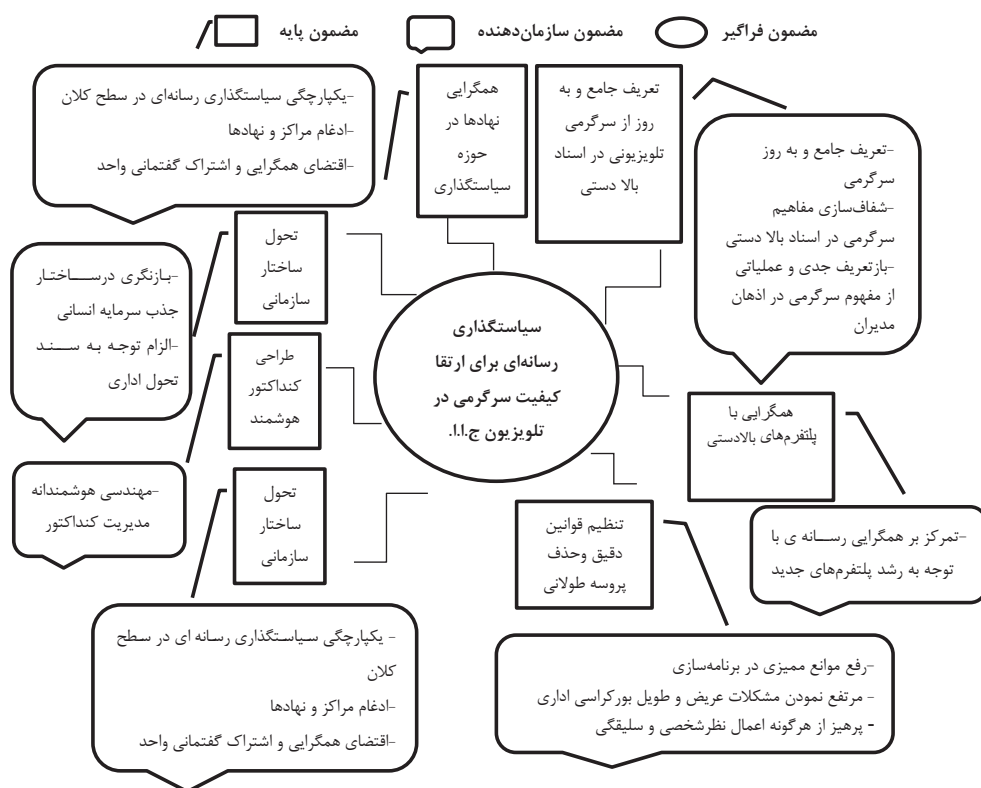 مضمون پایه
مضمون سازمان‌دهنده
مضمون فراگیر
تعریف جامع و به
روز از سرگرمی
تلویزیونی در اسناد
بالا دستی
-تعریف جامع و به روز
سرگرمی
-شفاف‌سازی مفاهیم
سرگرمی در اسناد بالا دستی
-بازتعریف جدی و عملیاتی
از مفهوم سرگرمی در اذهان
مدیران
همگرایی
نهادها در
حوزه
سیاستگذاری
-یکپارچگی سیاستگذاری رسانه‌ای در سطح کلان
-ادغام مراکز و نهادها
-اقتضای همگرایی و اشتراک گفتمانی واحد
تحول
ساختار
سازمانی
-بازنگری درساختار
جذب سرمایه انسانی
-الزام توجه به سند
تحول اداری
سیاستگذاری
رسانه‌ای برای ارتقا
کیفیت سرگرمی در
تلویزیون ج.ا.ا.
طراحی
کنداکتور
هوشمند
-مهندسی هوشمندانه
مدیریت کنداکتور
همگرایی با
پلتفرم‌های بالادستی
-تمرکز بر همگرایی رسانه ی با
توجه به رشد پلتفرم‌های جدید
تحول
ساختار
سازمانی
- یکپارچگی سیاستگذاری رسانه ای در سطح
کلان
-ادغام مراکز و نهادها
-اقتضای همگرایی و اشتراک گفتمانی واحد
تنظیم قوانین
دقیق وحذف
پروسه طولانی
-رفع موانع ممیزی در برنامه‌سازی
- مرتفع نمودن مشکلات عریض و طویل بورکراسی اداری
- پرهیز از هرگونه اعمال نظرشخصی و سلیقگی